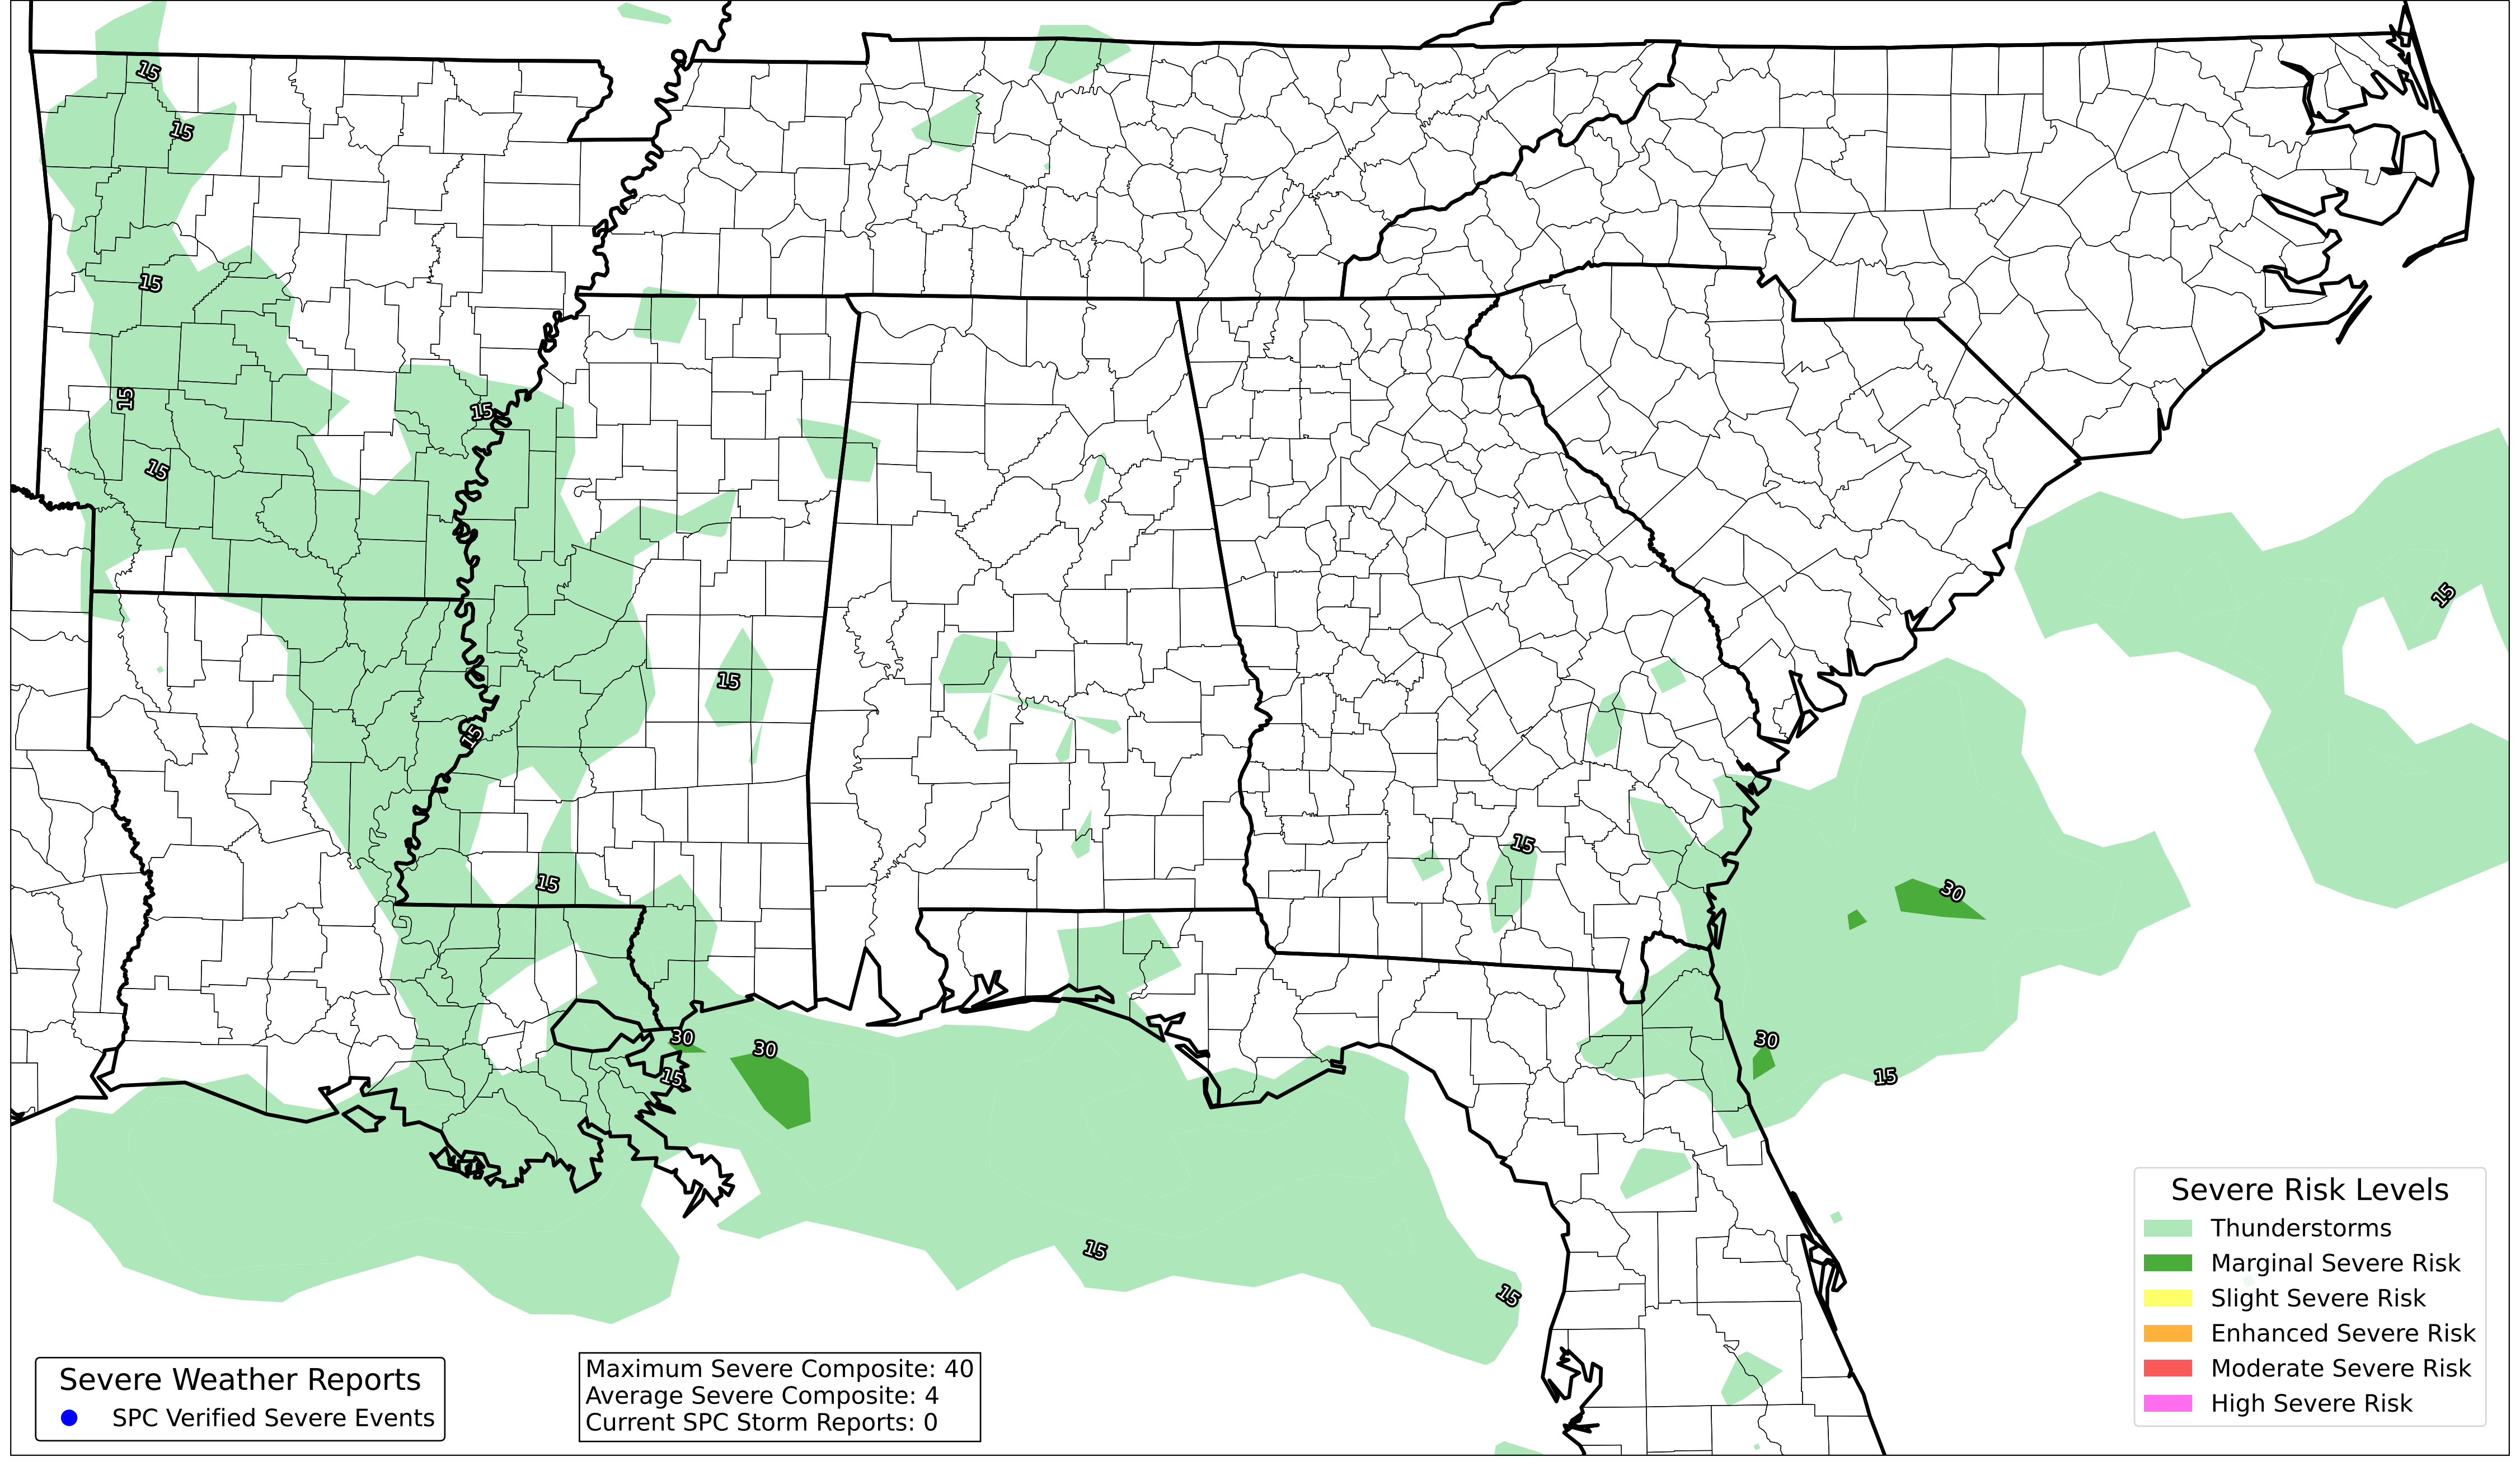 15
15
15
15
15
15
15
15
15
15
15
30
30
30
15
30
15
15
15
Severe Risk Levels
Thunderstorms
Marginal Severe Risk
Slight Severe Risk
Enhanced Severe Risk
Moderate Severe Risk
High Severe Risk
Severe Weather Reports
SPC Verified Severe Events
Maximum Severe Composite: 40
Average Severe Composite: 4
Current SPC Storm Reports: 0